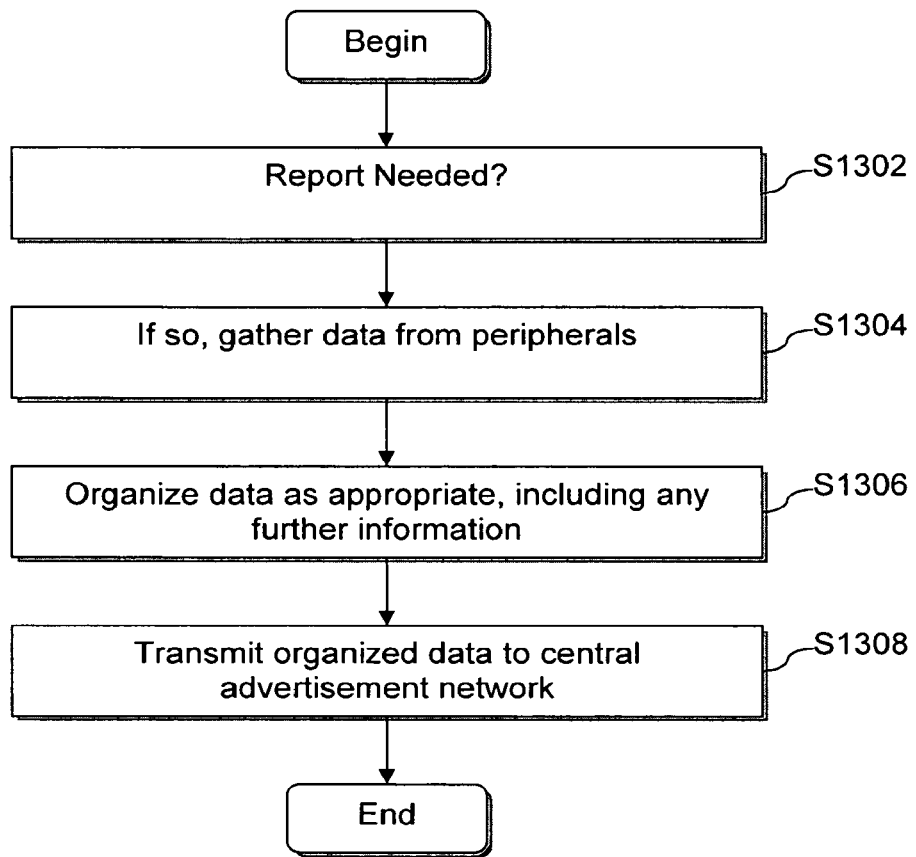 Begin
Report Needed?
S1302
If so, gather data from peripherals
S1304
Organize data as appropriate, including any
further information
S1306
Transmit organized data to central
advertisement network
S1308
End